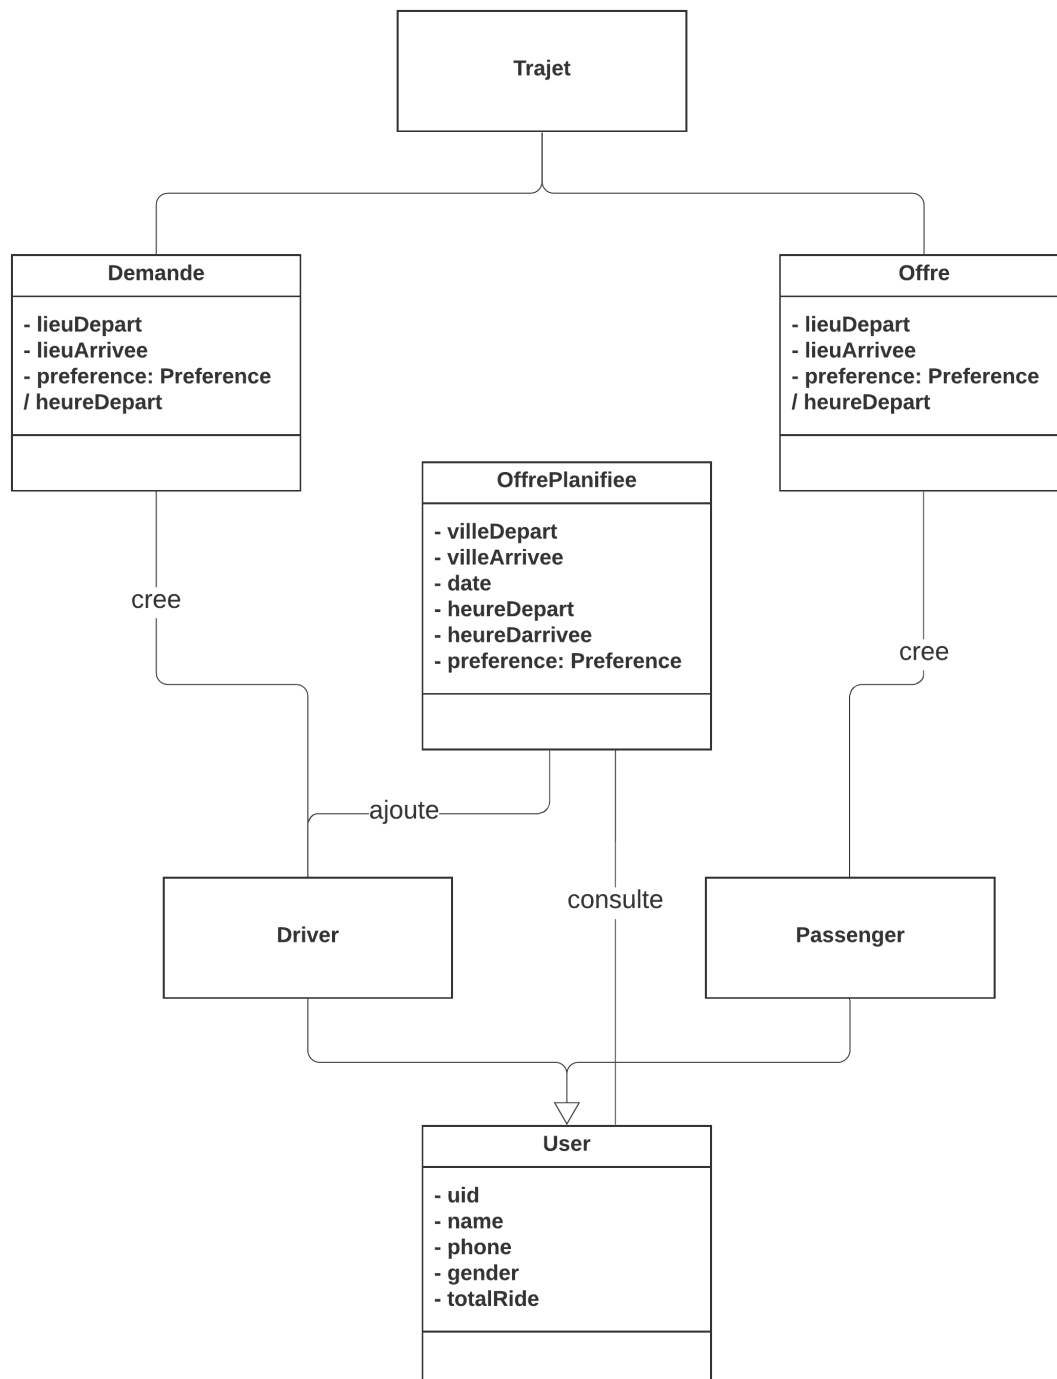 Trajet
Demande
- lieuDepart
- lieuArrivee
- preference: Preference
/ heureDepart
Offre
- lieuDepart
- lieuArrivee
- preference: Preference
/ heureDepart
OffrePlanifiee
- villeDepart
- villeArrivee
- date
- heureDepart
- heureDarrivee
- preference: Preference
cree
cree
ajoute
consulte
Driver
Passenger
User
- uid
- name
- phone
- gender
- totalRide